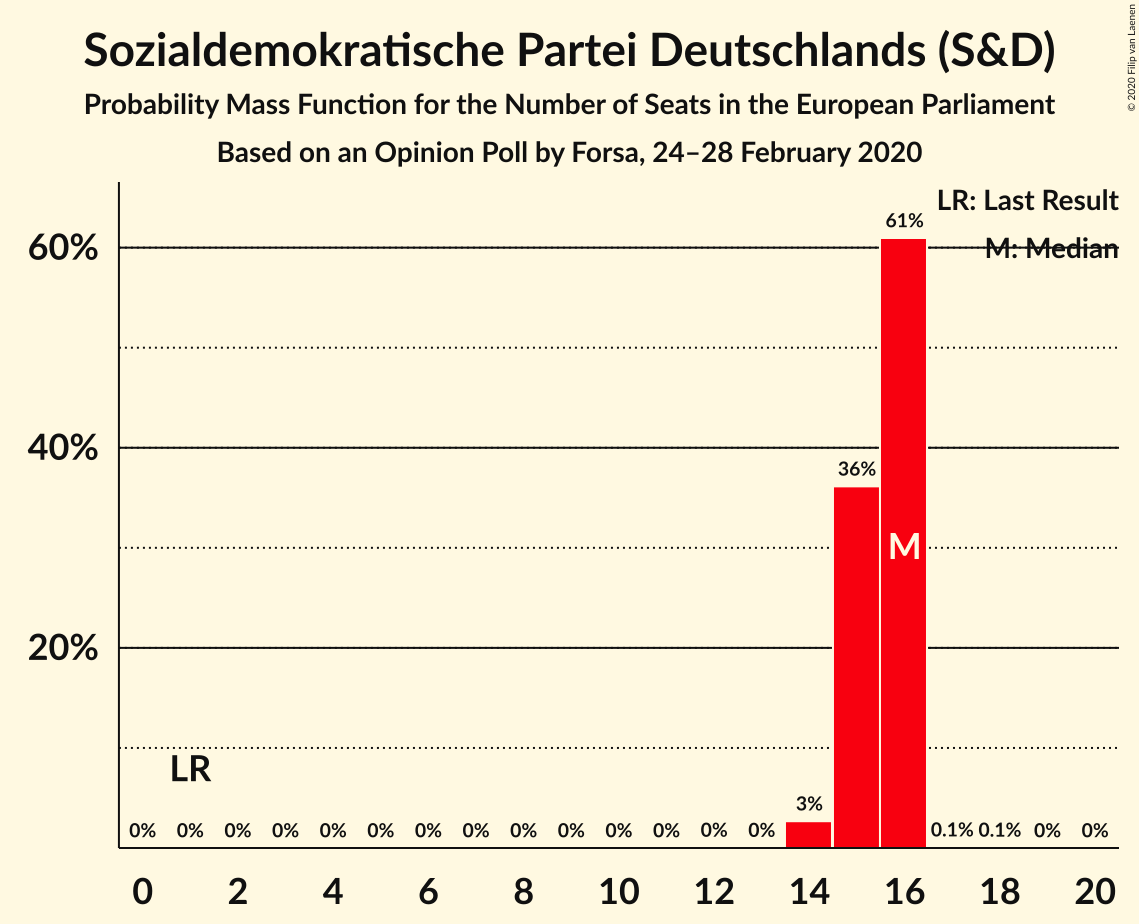 Sozialdemokratische Partei Deutschlands (S&D)
Probability Mass Function for the Number of Seats in the European Parliament
Based on an Opinion Poll by Forsa, 24–28 February 2020
© 2020 Filip van Laenen
LR: Last Result
M: Median
60%
40%
20%
61%
36%
M
LR
3%
0% 0% 0% 0% 0% 0% 0% 0% 0% 0% 0% 0% 0% 0% 0.1% 0.1% 0% 0%
0 2 4 6 8 10 12 14 16 18 20